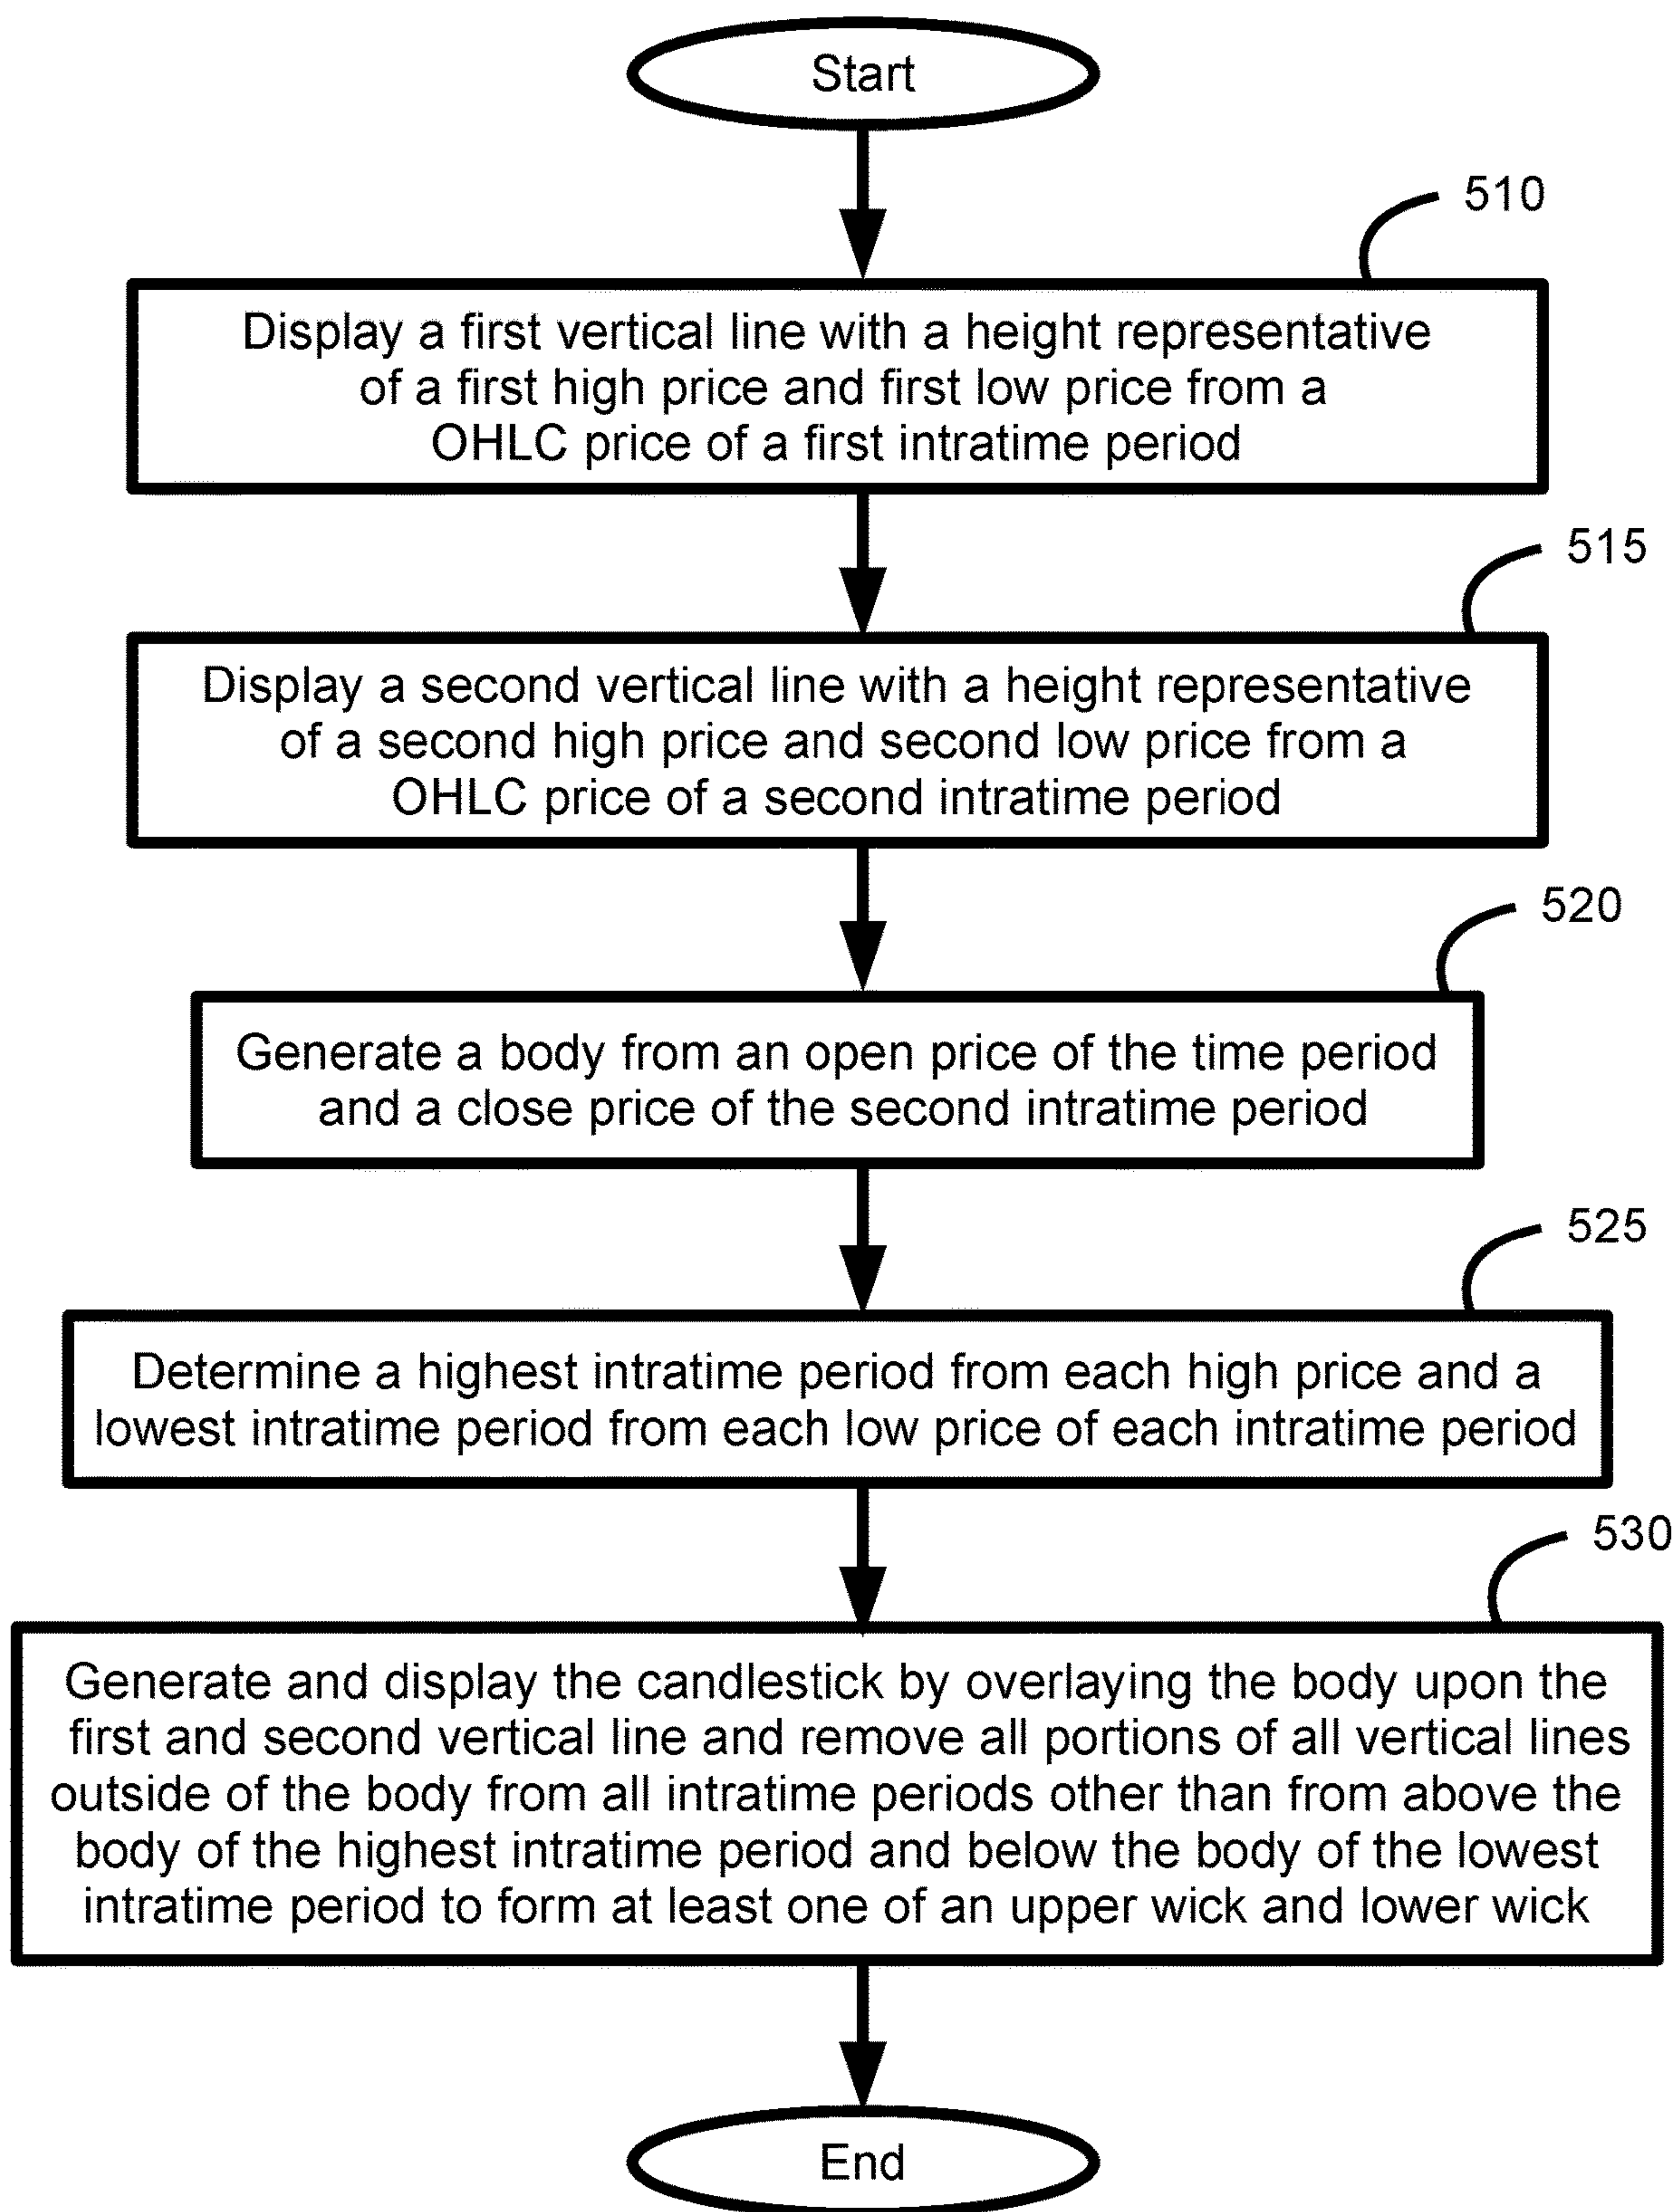 Start
510
Display a first vertical line with a height representative
of a first high price and first low price from a
OHLC price of a first intratime period
515
Display a second vertical line with a height representative
of a second high price and second low price from a
OHLC price of a second intratime period
520
Generate a body from an open price of the time period
and a close price of the second intratime period
525
Determine a highest intratime period from each high price and a
lowest intratime period from each low price of each intratime period
530
Generate and display the candlestick by overlaying the body upon the
first and second vertical line and remove all portions of all vertical lines
outside of the body from all intratime periods other than from above the
body of the highest intratime period and below the body of the lowest
intratime period to form at least one of an upper wick and lower wick
End